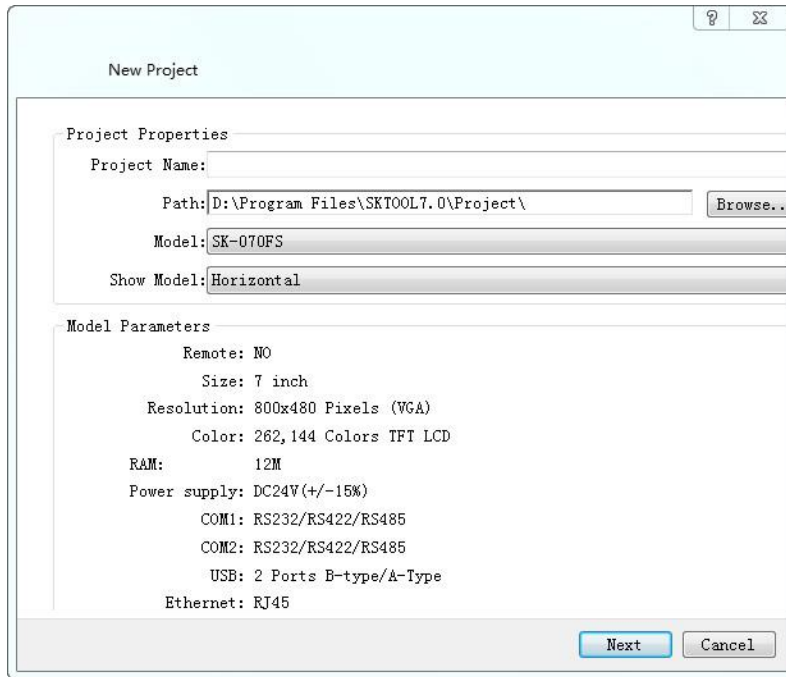 New Project
Project Properties
Project Name:
Path: D:\Program Files\SKTOOL7.0\Project\ Browse..
Model: SK-070FS
Show Model: Horizontal
Model Parameters
Remote: NO
Size: 7 inch
Resolution: 800x480 Pixels (VGA)
Color: 262,144 Colors TFT LCD
RAM: 12M
Power supply: DC24V(+/-15%)
COM1: RS232/RS422/RS485
COM2: RS232/RS422/RS485
USB: 2 Ports B-type/A-Type
Ethernet: RJ45
Next Cancel